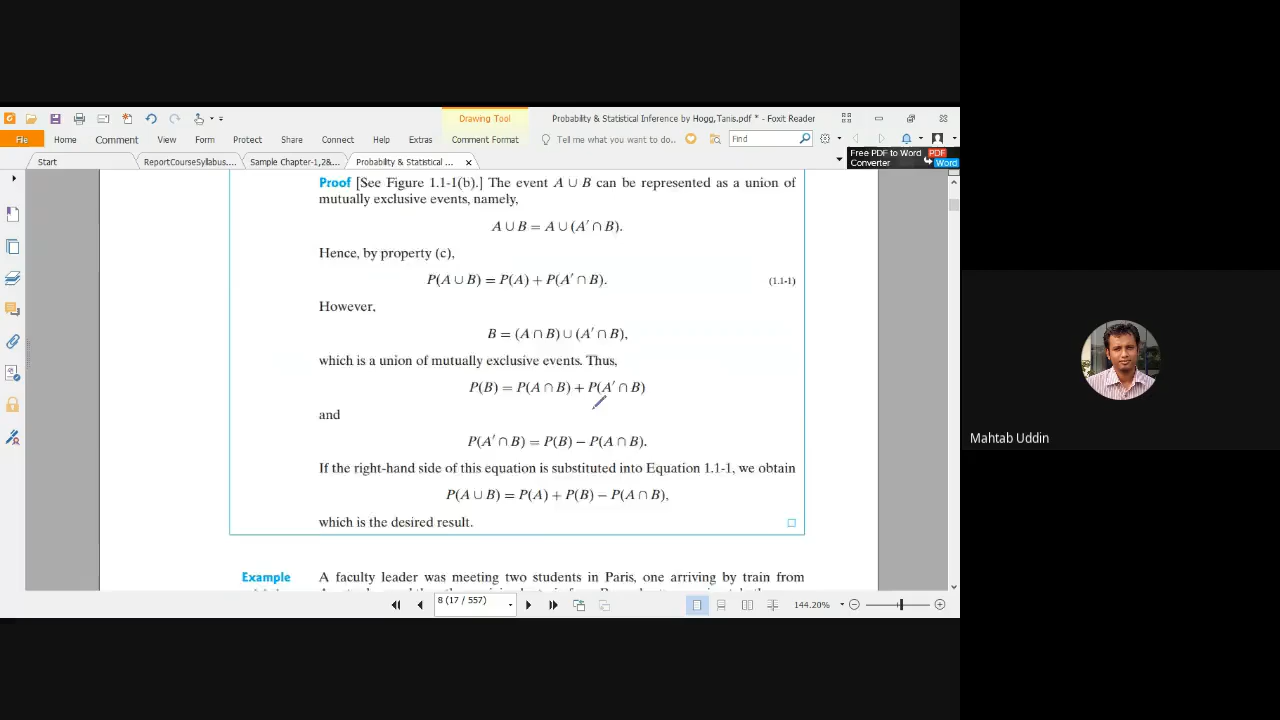 Drawing Tool
Probability & Statistical Inference by Hogg,Tanis.pdf * - Foxit Reader
File Home Comment View Form Protect Share Connect Help Extras Comment Format Tell me what you want to do... Find
Free PDF to Word Converter PDF Word
Start ReportCourseSyllabus.... Sample Chapter-1,2&... Probability & Statistical ...
Proof [See Figure 1.1-1(b).] The event A ∪ B can be represented as a union of
mutually exclusive events, namely,
A ∪ B = A ∪ (A′ ∩ B).
Hence, by property (c),
P(A ∪ B) = P(A) + P(A′ ∩ B). (1.1-1)
However,
B = (A ∩ B) ∪ (A′ ∩ B),
which is a union of mutually exclusive events. Thus,
P(B) = P(A ∩ B) + P(A′ ∩ B)
and
P(A′ ∩ B) = P(B) − P(A ∩ B).
If the right-hand side of this equation is substituted into Equation 1.1-1, we obtain
P(A ∪ B) = P(A) + P(B) − P(A ∩ B),
which is the desired result.
Example A faculty leader was meeting two students in Paris, one arriving by train from
8 (17 / 557)
144.20%
Mahtab Uddin